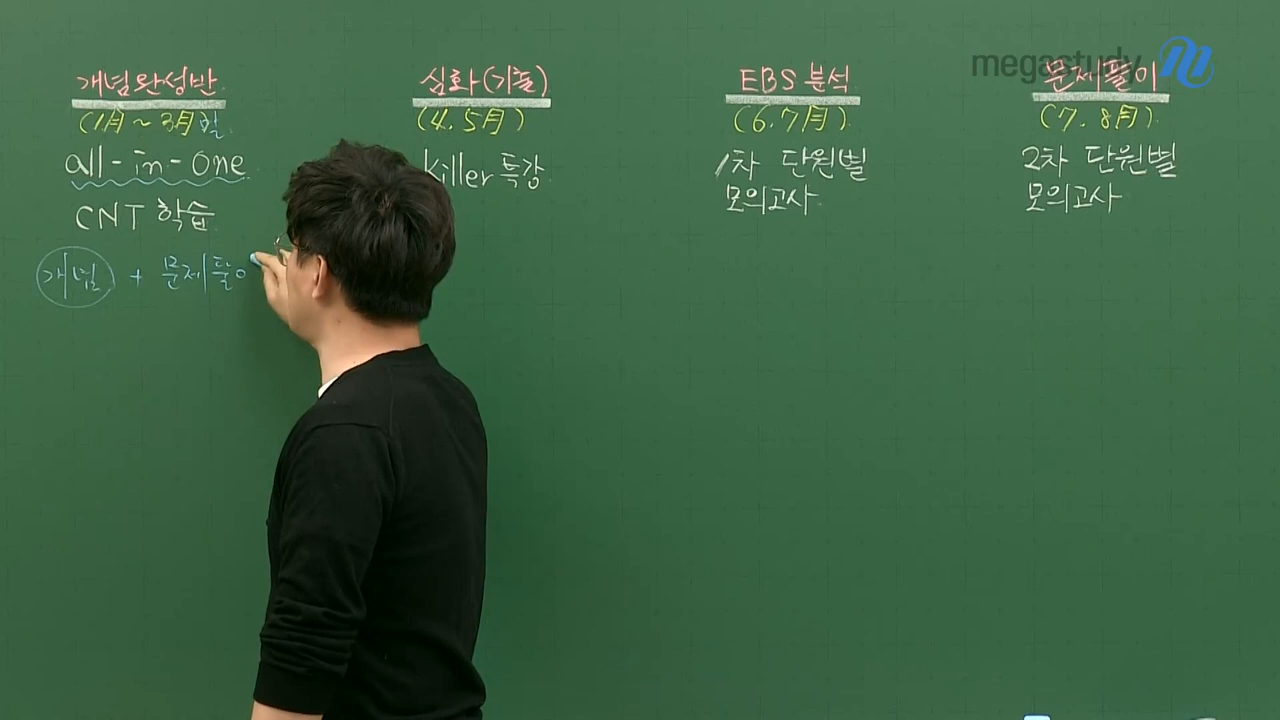 megastudy
개념완성반
(1月~3月)
all-in-one
CNT 학습
개념 + 문제풀이
심화(기출)
(4.5月)
Killer 특강
EBS 분석
(6.7月)
1차 단원별
모의고사
문제풀이
(7.8月)
2차 단원별
모의고사